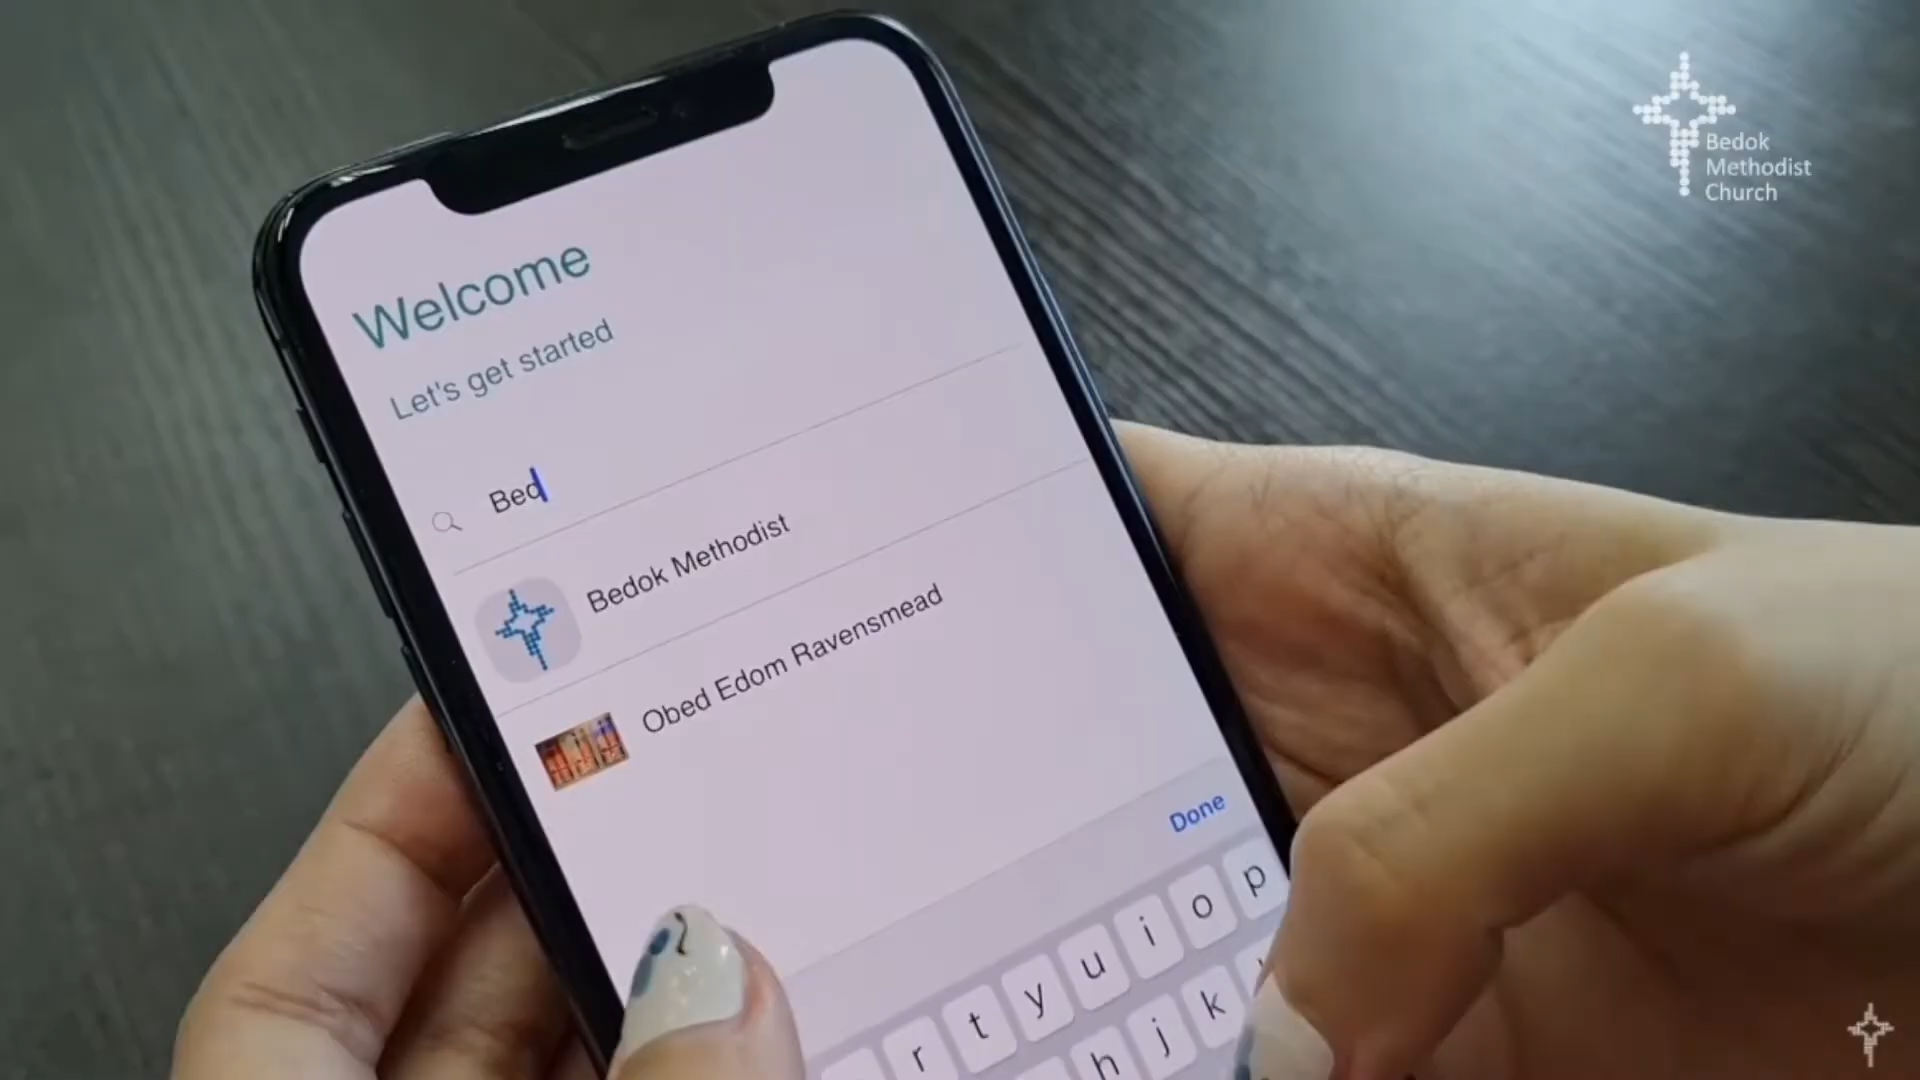 Bedok
Methodist
Church
Welcome
Let's get started
Bed
Bedok Methodist
Obed Edom Ravensmead
Done
r t y u i o p
h j k